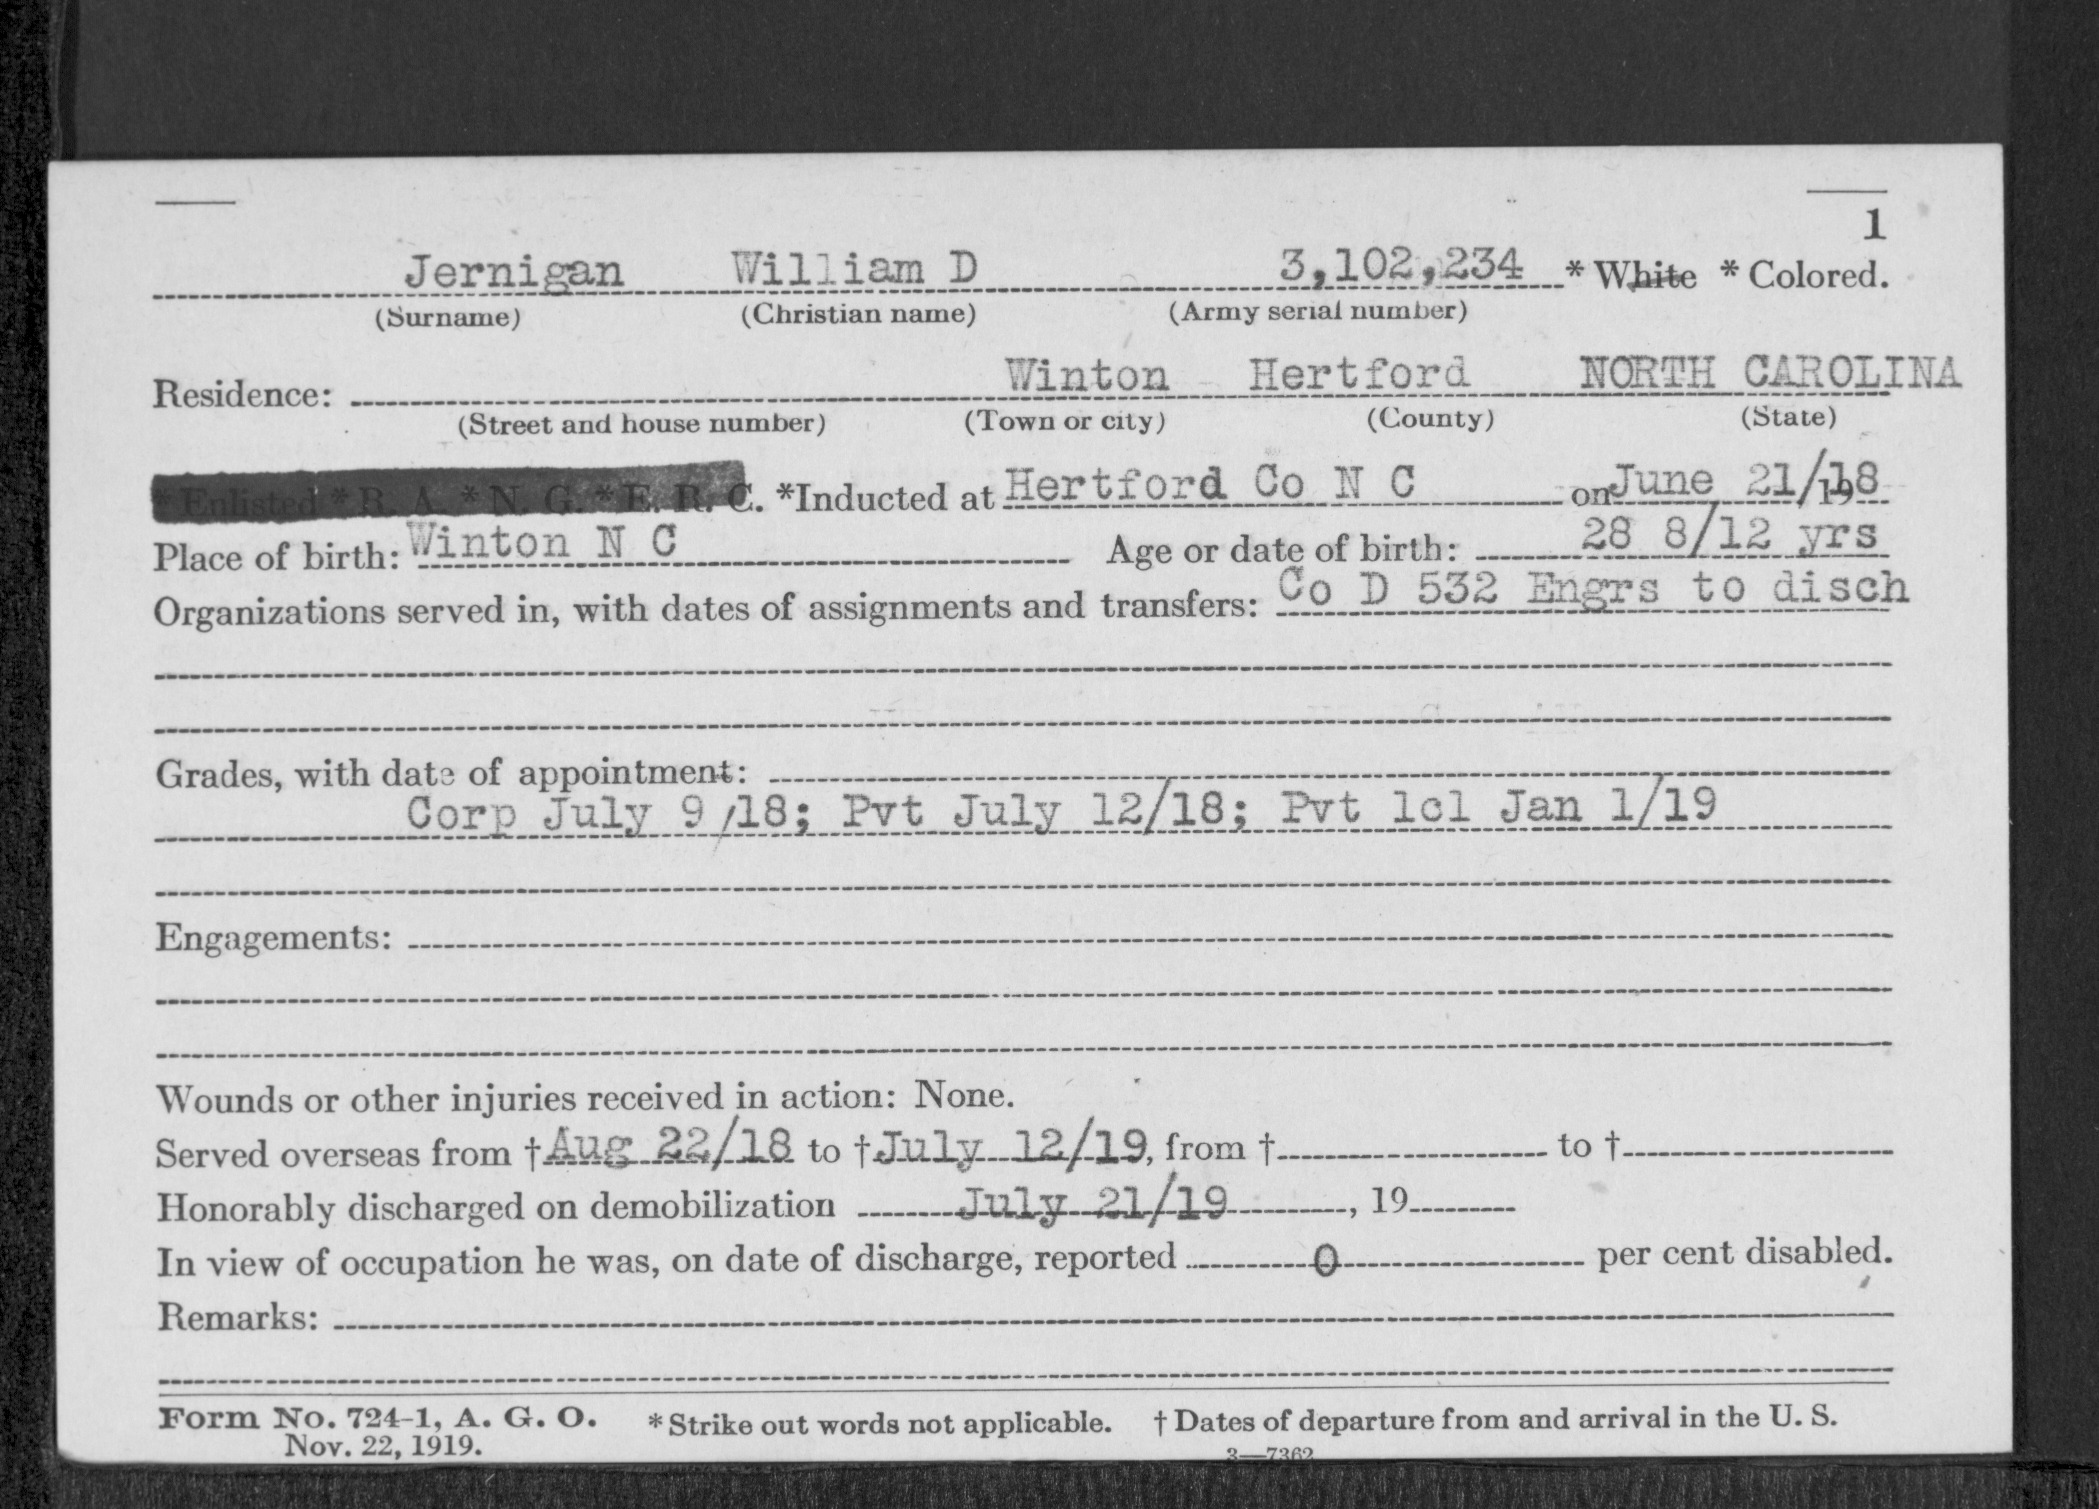 1
Jernigan William D 3,102,234 * White * Colored.
(Surname) (Christian name) (Army serial number)
Residence: Winton Hertford NORTH CAROLINA
(Street and house number) (Town or city) (County) (State)
* Enlisted * R. A. * N. G. * E. R. C. *Inducted at Hertford Co N C on June 21/18
Place of birth: Winton N C Age or date of birth: 28 8/12 yrs
Organizations served in, with dates of assignments and transfers: Co D 532 Engrs to disch
Grades, with date of appointment:
Corp July 9/18; Pvt July 12/18; Pvt 1cl Jan 1/19
Engagements:
Wounds or other injuries received in action: None.
Served overseas from † Aug 22/18 to † July 12/19, from † to †
Honorably discharged on demobilization July 21/19, 19
In view of occupation he was, on date of discharge, reported 0 per cent disabled.
Remarks:
Form No. 724-1, A. G. O. * Strike out words not applicable. † Dates of departure from and arrival in the U. S.
Nov. 22, 1919. 3—7362